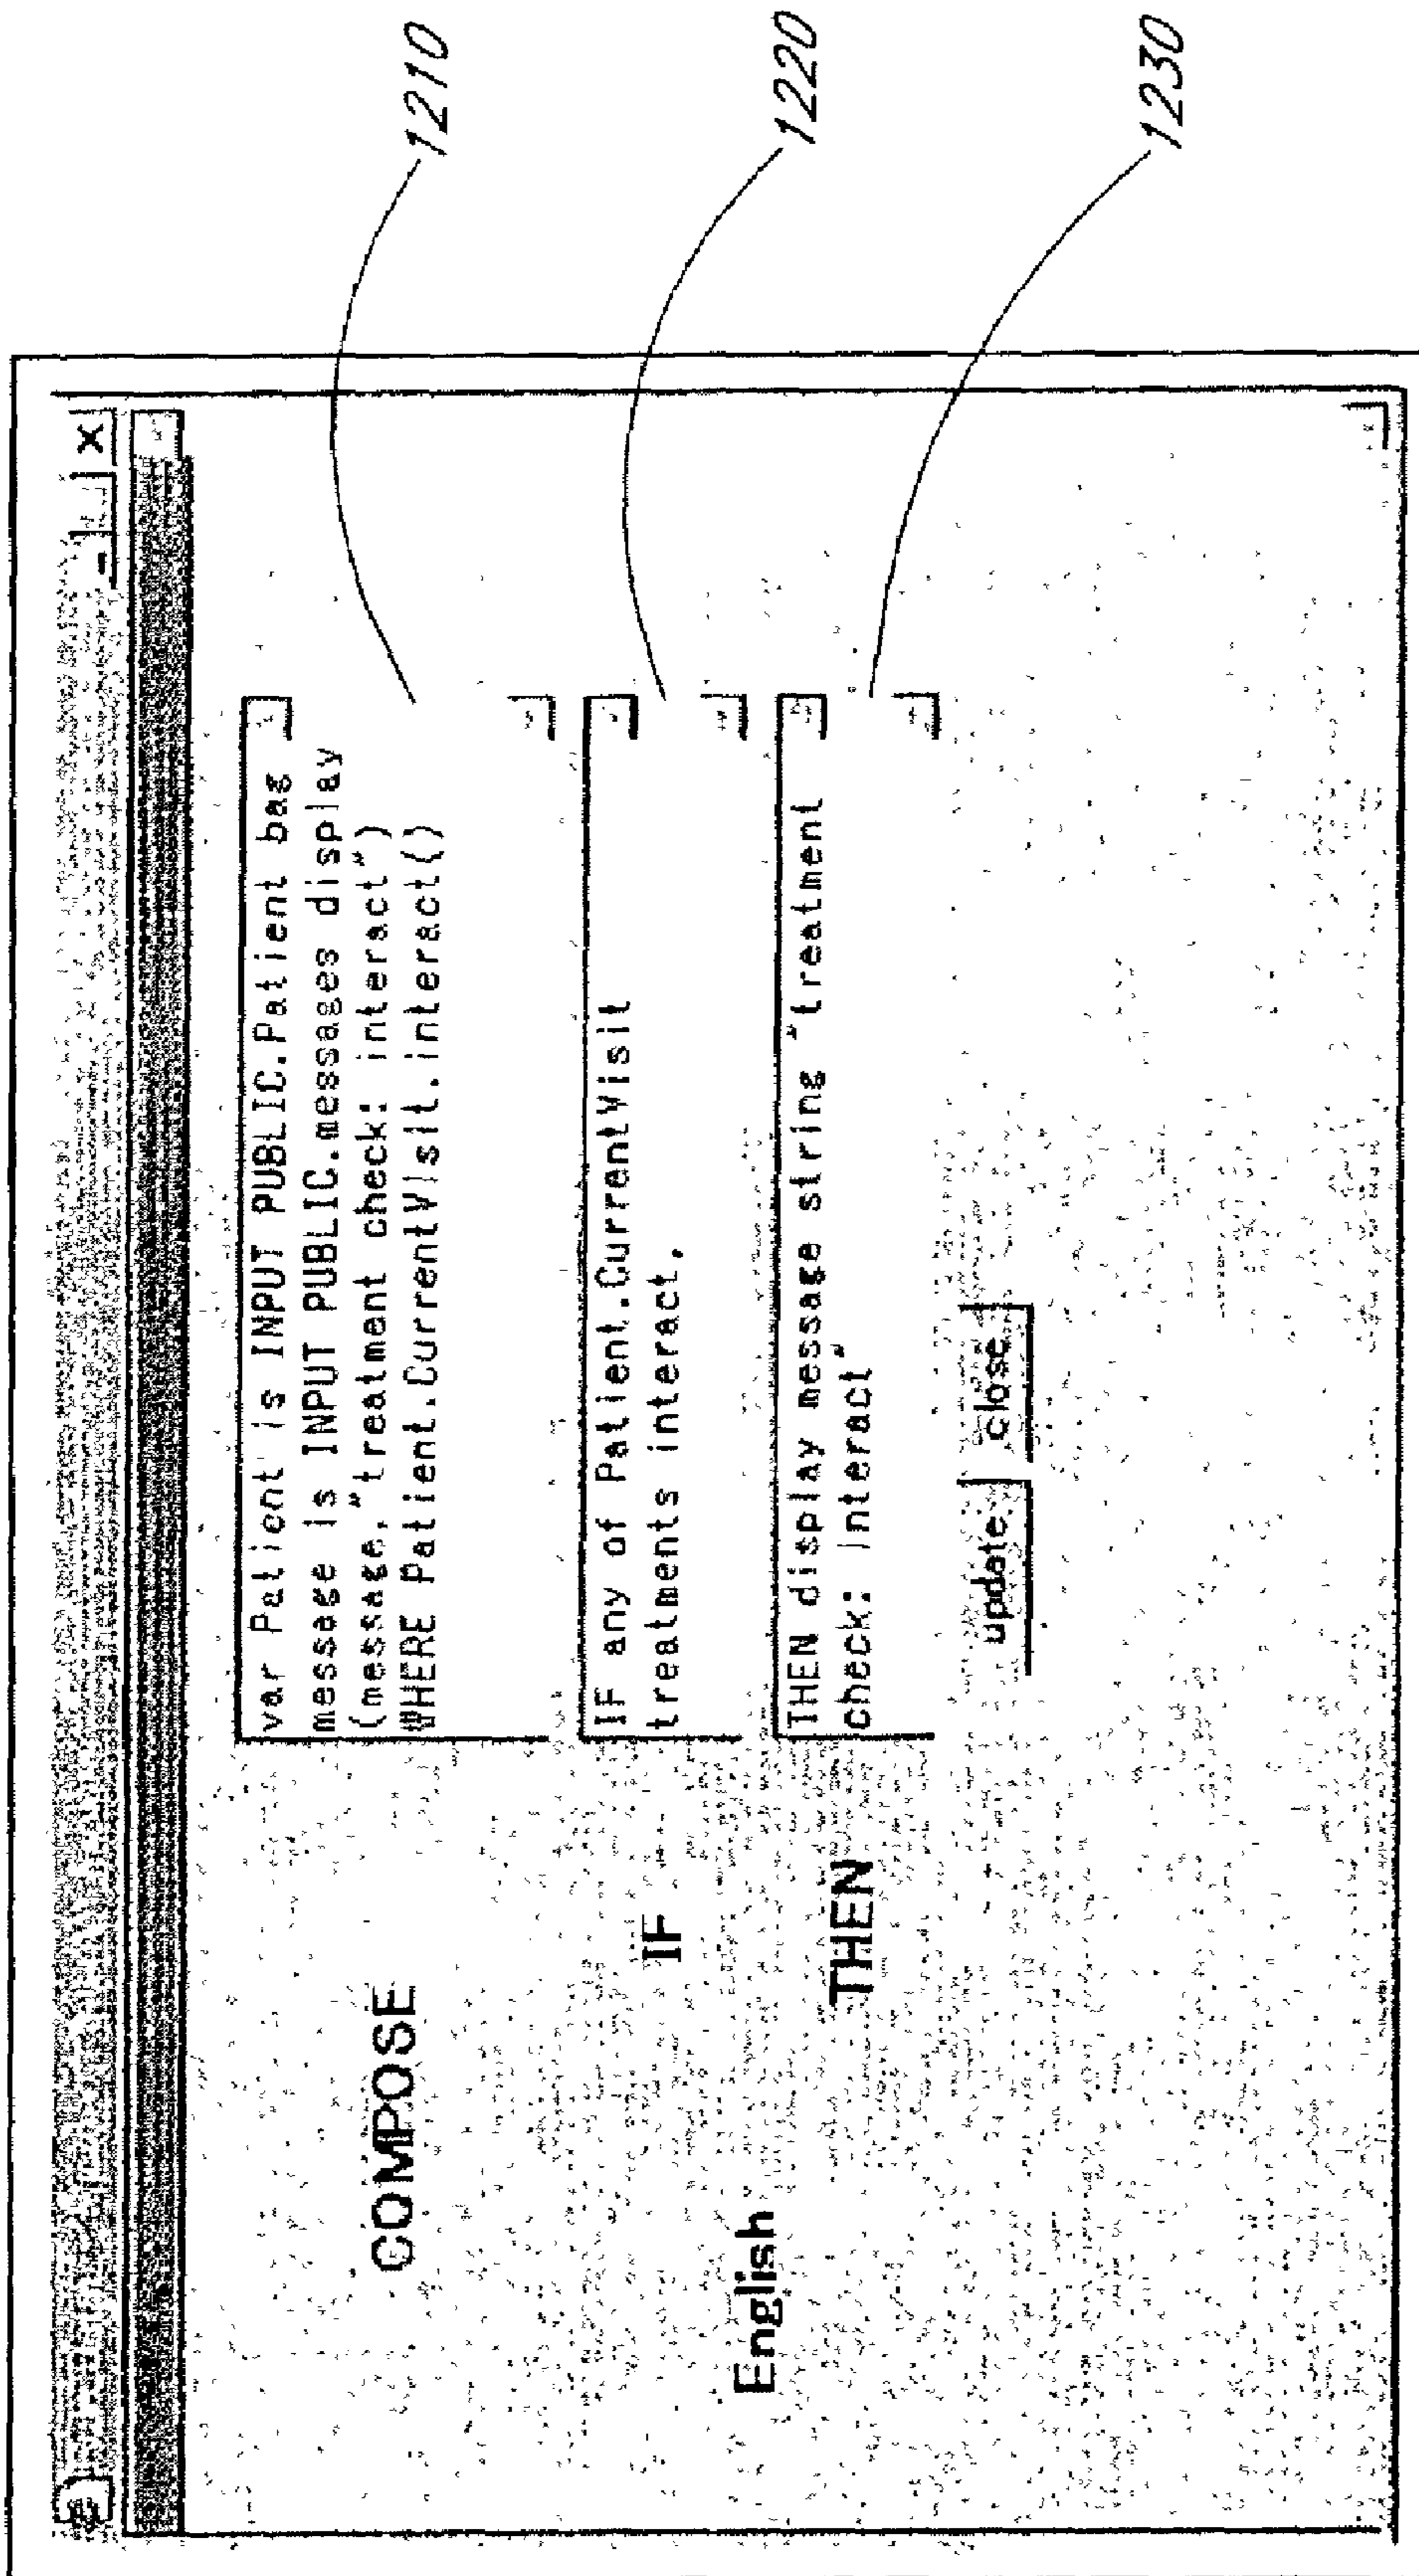 COMPOSE
var Patient is INPUT PUBLIC.Patient bag
message is INPUT PUBLIC.messages display
(message,"treatment check: interact")
WHERE Patient.CurrentVisit.interact()
1210
English
IF
IF any of Patient.CurrentVisit
treatments interact.
1220
THEN
THEN display message string "treatment
check: interact"
1230
update
close